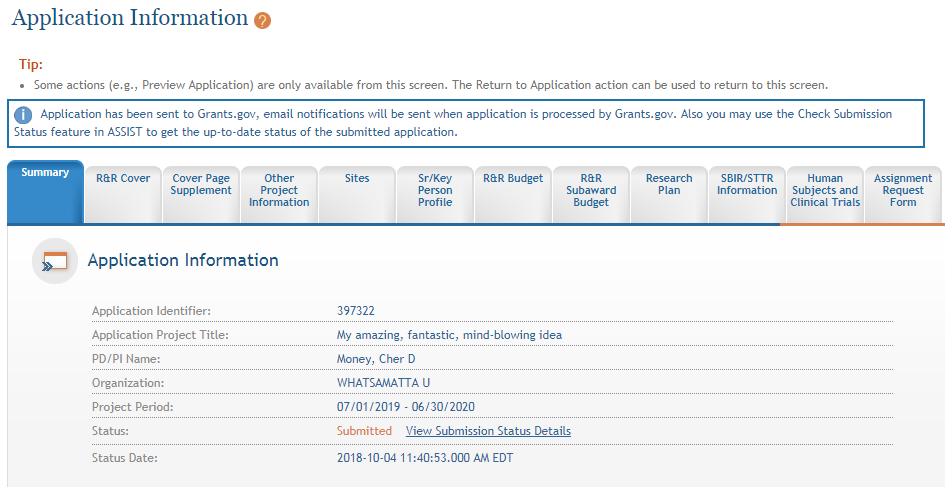 Application Information ?
Tip:
• Some actions (e.g., Preview Application) are only available from this screen. The Return to Application action can be used to return to this screen.
i Application has been sent to Grants.gov, email notifications will be sent when application is processed by Grants.gov. Also you may use the Check Submission
Status feature in ASSIST to get the up-to-date status of the submitted application.
Summary
R&R Cover
Cover Page
Supplement
Other
Project
Information
Sites
Sr/Key
Person
Profile
R&R Budget
R&R
Subaward
Budget
Research
Plan
SBIR/STTR
Information
Human
Subjects and
Clinical Trials
Assignment
Request
Form
Application Information
Application Identifier: 397322
Application Project Title: My amazing, fantastic, mind-blowing idea
PD/PI Name: Money, Cher D
Organization: WHATSAMATTA U
Project Period: 07/01/2019 - 06/30/2020
Status: Submitted View Submission Status Details
Status Date: 2018-10-04 11:40:53.000 AM EDT